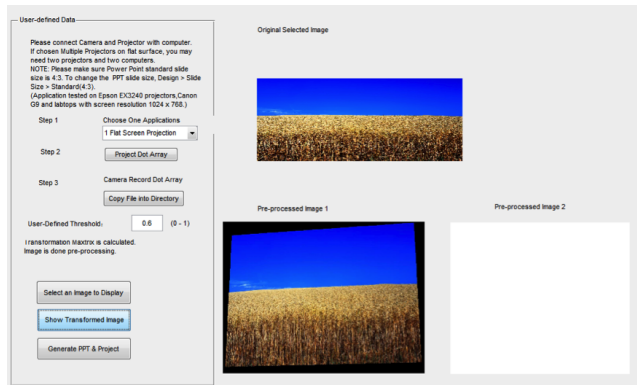 User-defined Data
Please connect Camera and Projector with computer.
If chosen Multiple Projectors on flat surface, you may
need two projectors and two computers.
NOTE: Please make sure Power Point standard slide
size is 4:3. To change the PPT slide size, Design > Slide
Size > Standard(4:3).
(Application tested on Epson EX3240 projectors,Canon
G9 and labtops with screen resolution 1024 x 768.)
Step 1
Choose One Applications
1 Flat Screen Projection
Step 2
Project Dot Array
Step 3
Camera Record Dot Array
Copy File into Directory
User-Defined Threshold:
0.6
(0 - 1)
Transformation Maxtrix is calculated.
Image is done pre-processing.
Select an Image to Display
Show Transformed Image
Generate PPT & Project
Original Selected Image
Pre-processed Image 1
Pre-processed Image 2